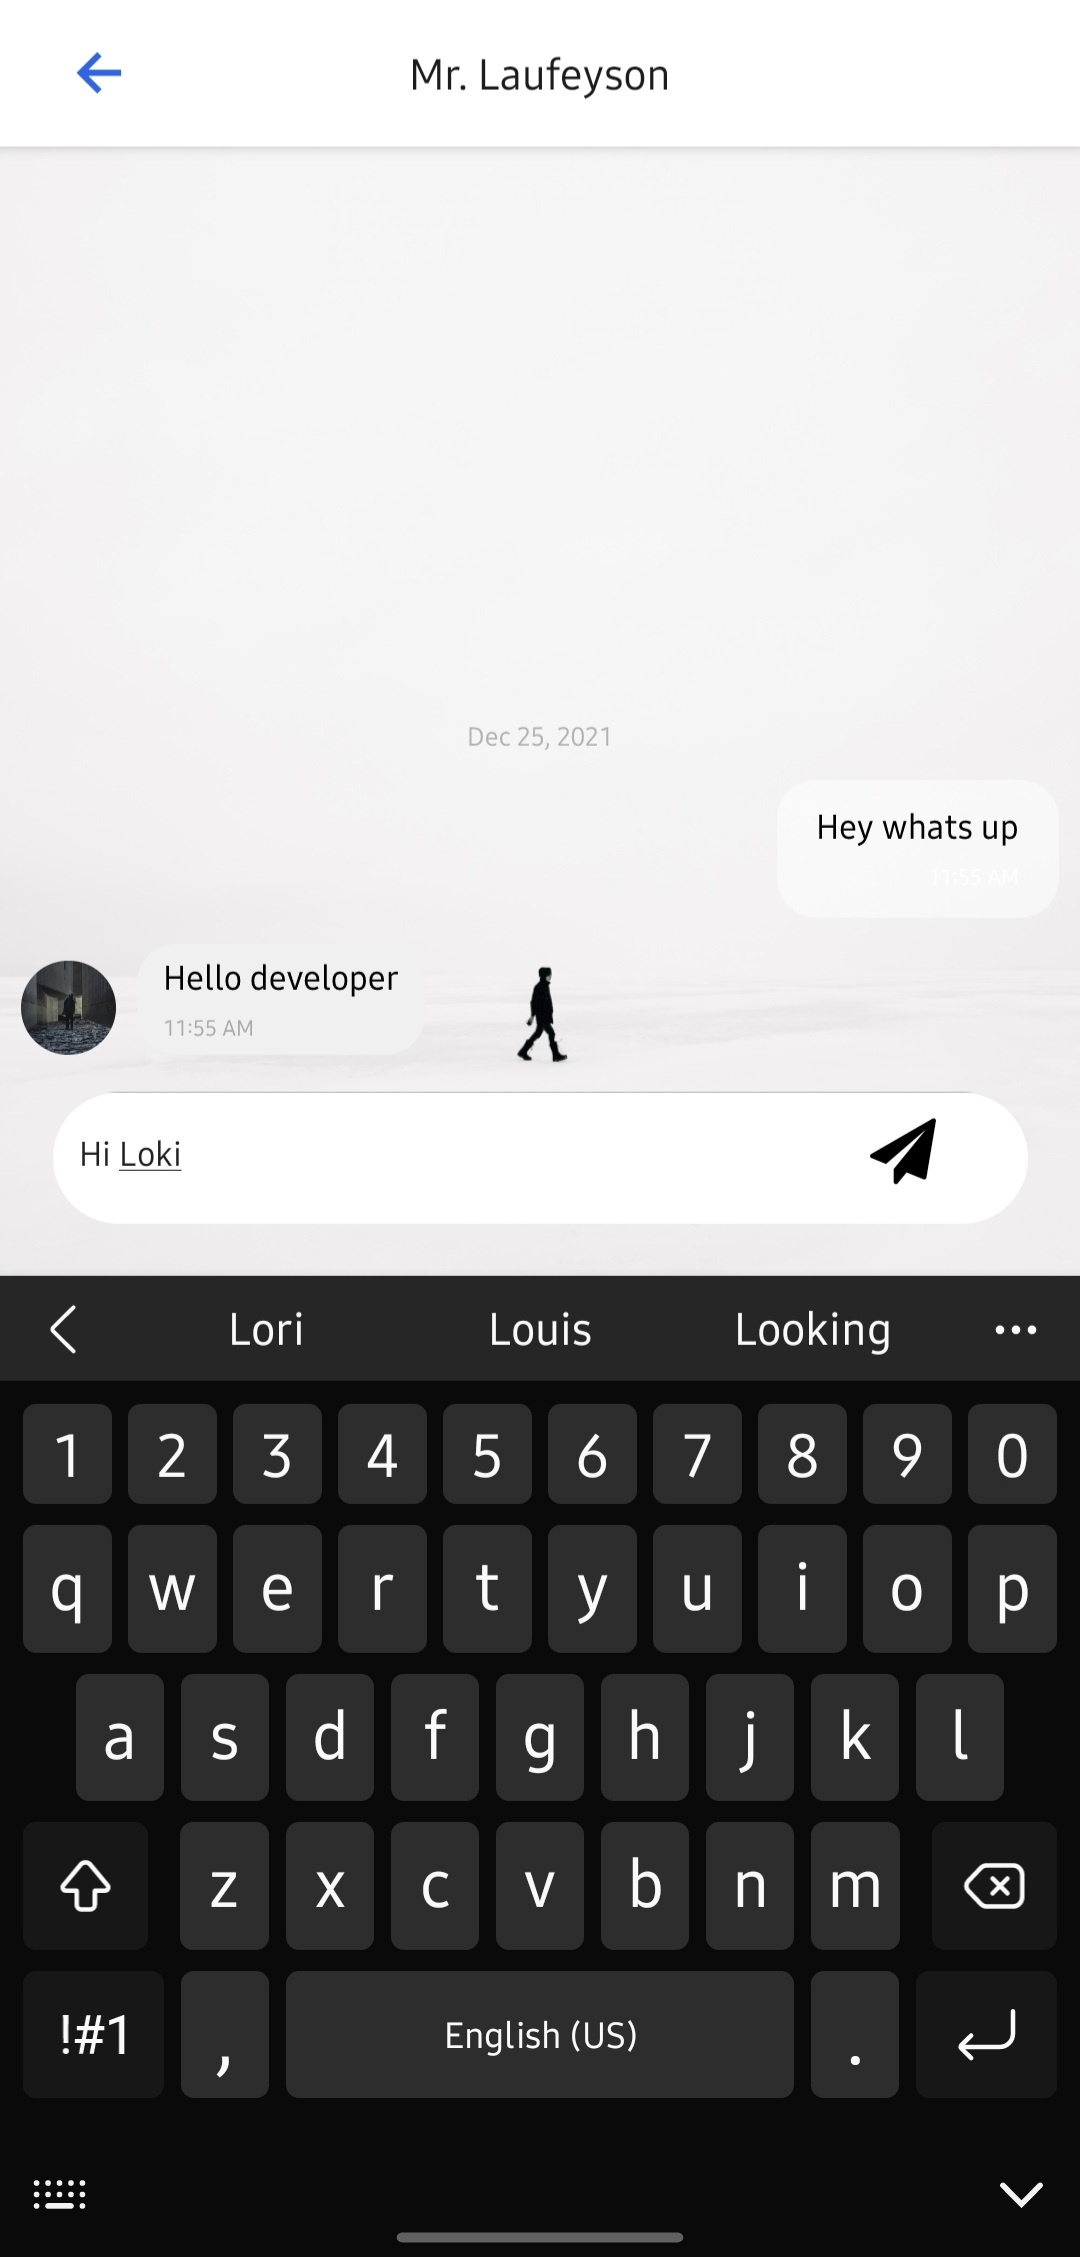 Mr. Laufeyson
Dec 25, 2021
Hey whats up
11:55 AM
Hello developer
11:55 AM
Hi Loki
Lori Louis Looking
1 2 3 4 5 6 7 8 9 0
q w e r t y u i o p
a s d f g h j k l
z x c v b n m
!#1 , English (US) .